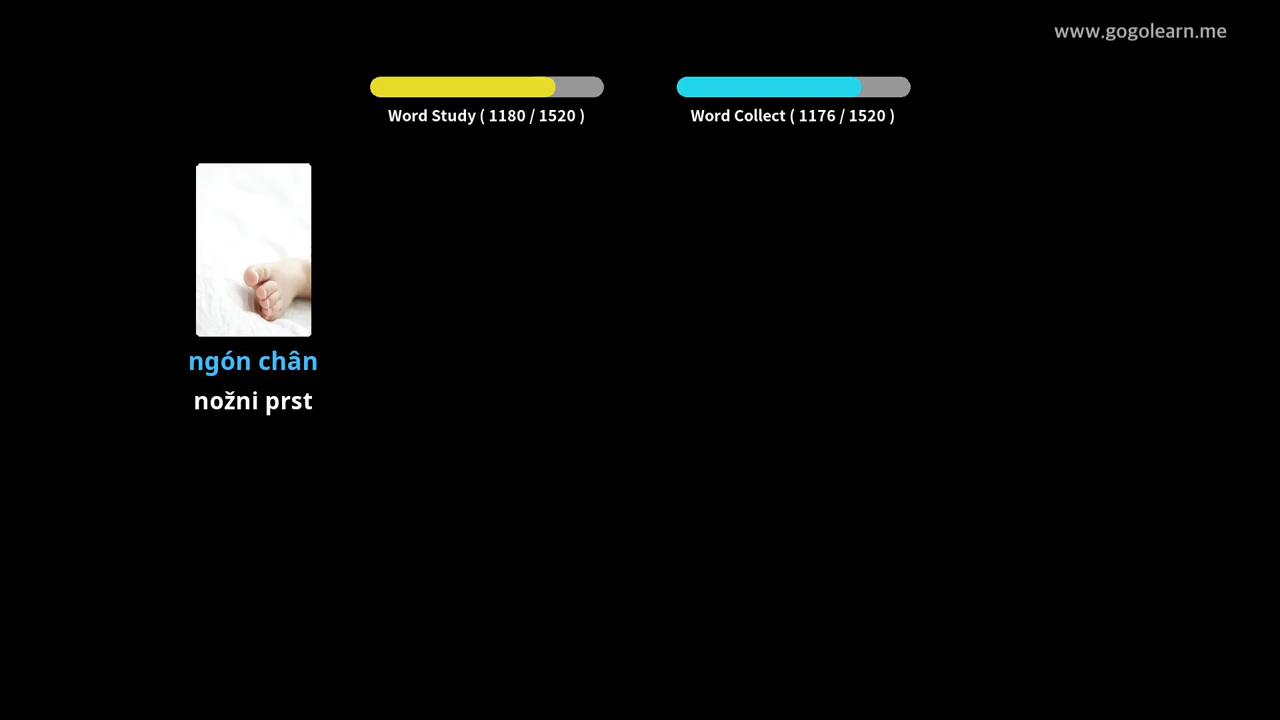 www.gogolearn.me
Word Study ( 1180 / 1520 )
Word Collect ( 1176 / 1520 )
ngón chân
nožni prst